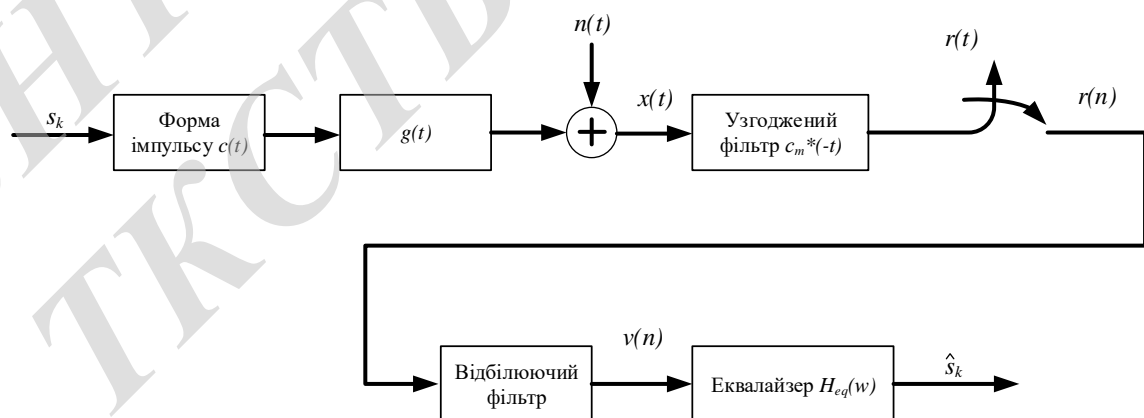 n(t)
r(t)
s_k
Форма
імпульсу c(t)
g(t)
+
x(t)
Узгоджений
фільтр c_m*(-t)
r(n)
Відбілюючий
фільтр
v(n)
Еквалайзер H_eq(w)
ŝ_k